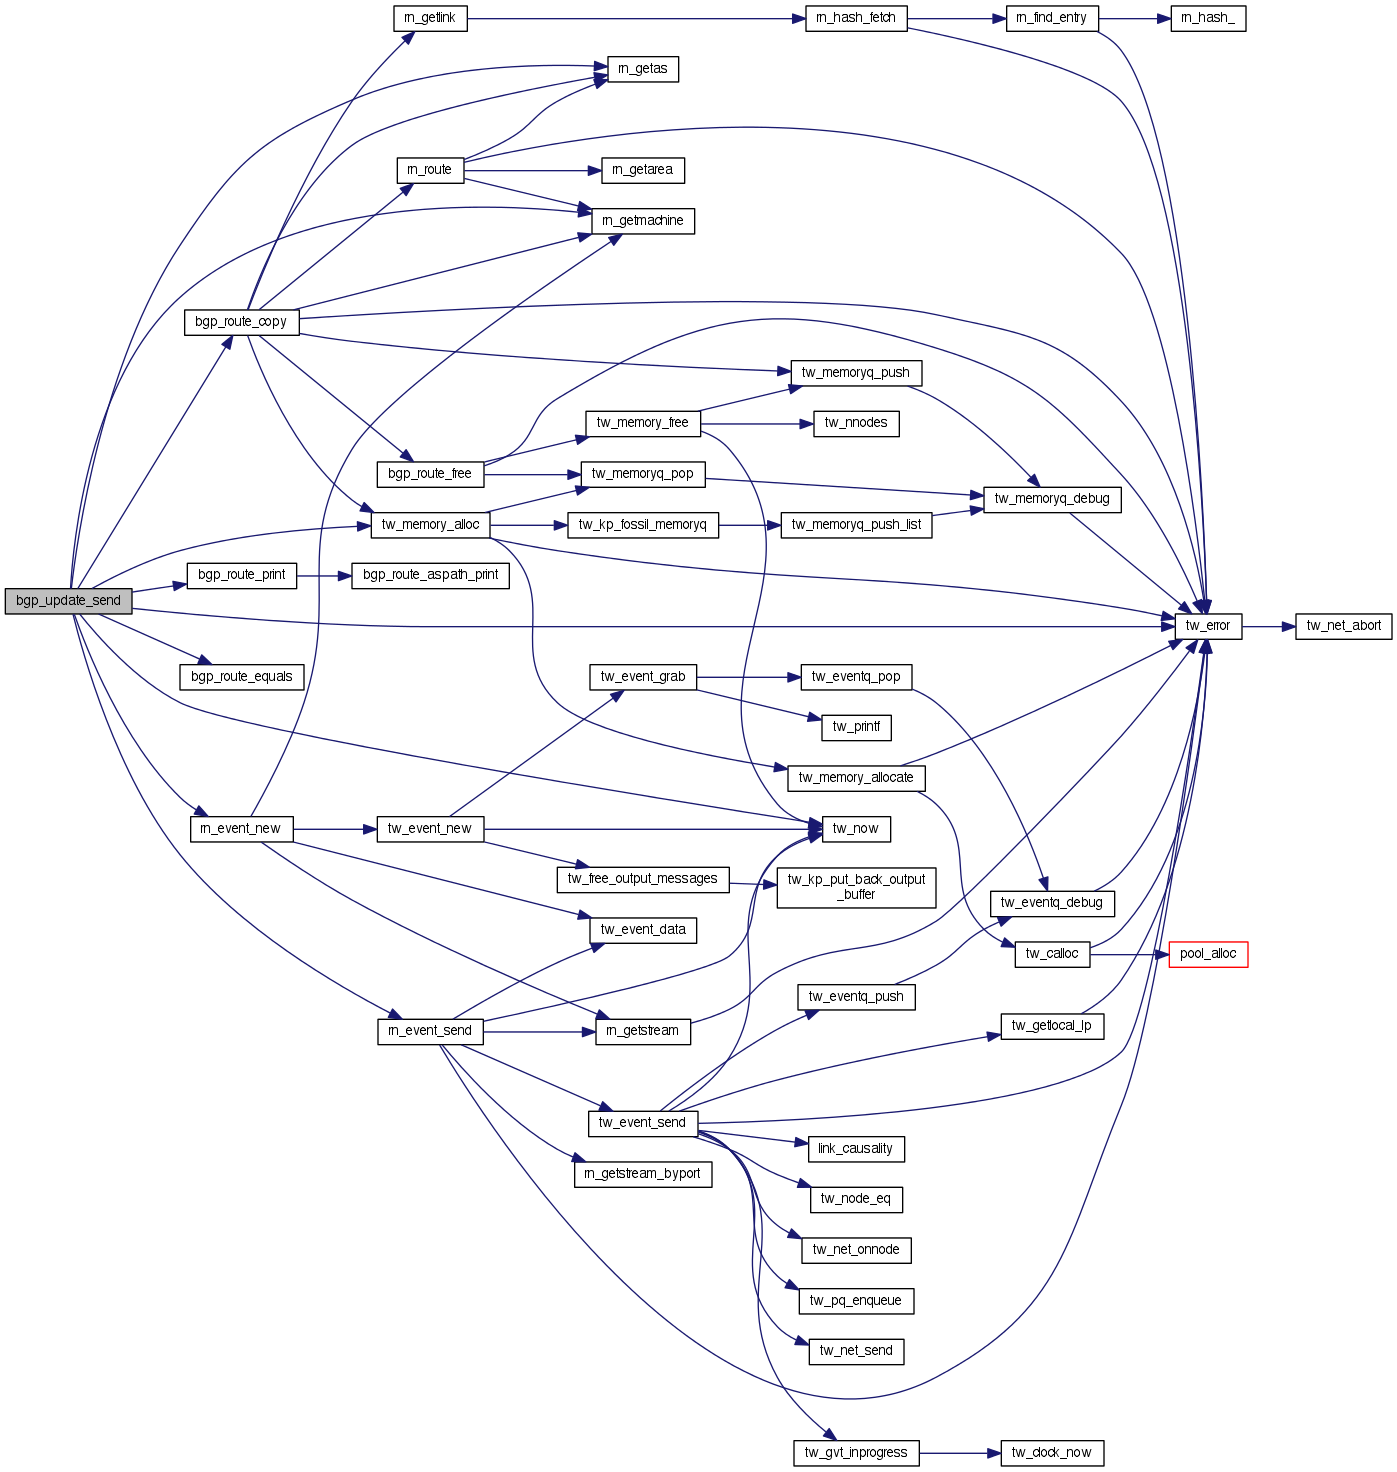 rn_getlink
rn_hash_fetch
rn_find_entry
rn_hash_
rn_getas
rn_route
rn_getarea
rn_getmachine
bgp_route_copy
tw_memoryq_push
tw_memory_free
tw_nnodes
bgp_route_free
tw_memoryq_pop
tw_memoryq_debug
tw_memory_alloc
tw_kp_fossil_memoryq
tw_memoryq_push_list
bgp_route_print
bgp_route_aspath_print
bgp_update_send
tw_error
tw_net_abort
bgp_route_equals
tw_event_grab
tw_eventq_pop
tw_printf
tw_memory_allocate
rn_event_new
tw_event_new
tw_now
tw_free_output_messages
tw_kp_put_back_output
_buffer
tw_eventq_debug
tw_event_data
tw_calloc
pool_alloc
tw_eventq_push
rn_event_send
rn_getstream
tw_getlocal_lp
tw_event_send
link_causality
rn_getstream_byport
tw_node_eq
tw_net_onnode
tw_pq_enqueue
tw_net_send
tw_gvt_inprogress
tw_clock_now